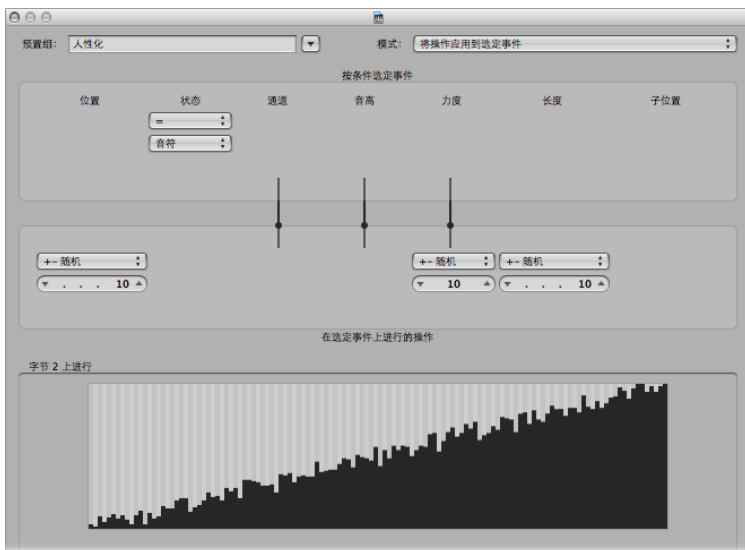 预置组: 人性化 模式: 将操作应用到选定事件
按条件选定事件
位置 状态 通道 音高 力度 长度 子位置
=
音符
+- 随机 +- 随机 +- 随机
. . . 10 10 . . . 10
在选定事件上进行的操作
字节 2 上进行